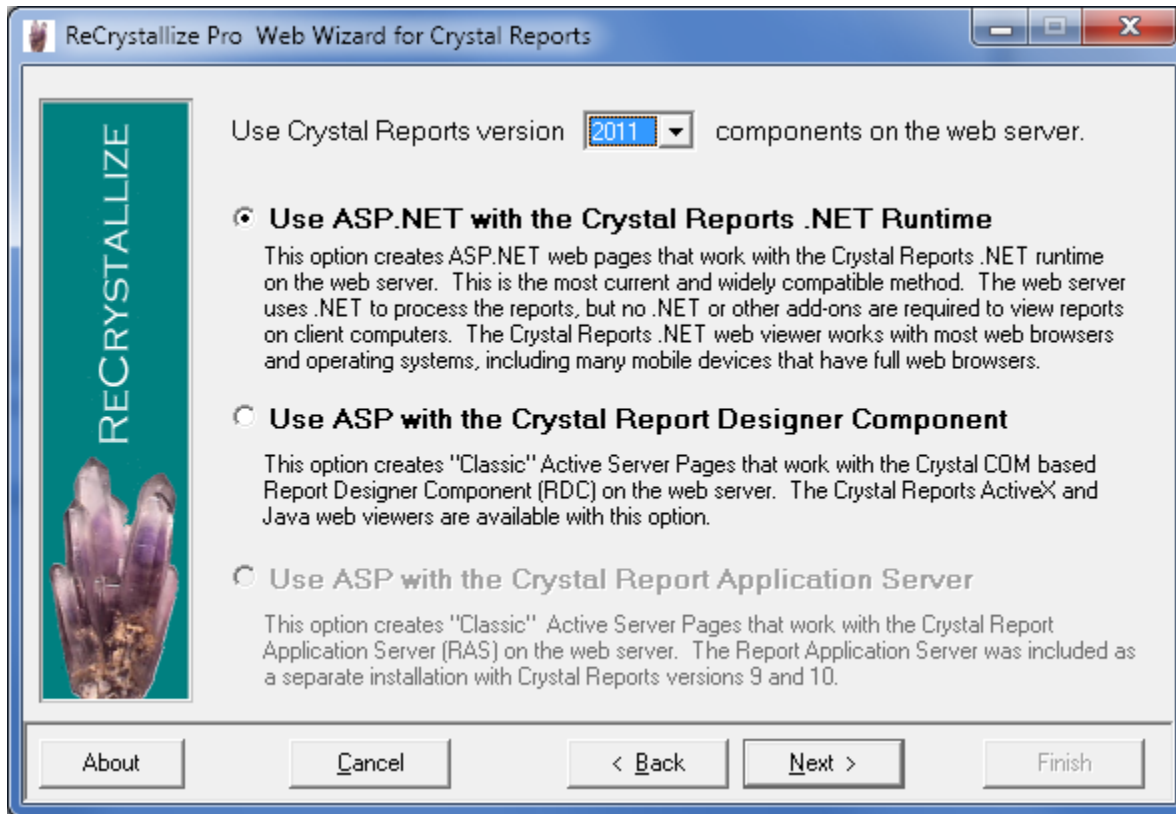 ReCrystallize Pro  Web Wizard for Crystal Reports
RECRYSTALLIZE
Use Crystal Reports version 2011 components on the web server.
Use ASP.NET with the Crystal Reports .NET Runtime
This option creates ASP.NET web pages that work with the Crystal Reports .NET runtime
on the web server.  This is the most current and widely compatible method.  The web server
uses .NET to process the reports, but no .NET or other add-ons are required to view reports
on client computers.  The Crystal Reports .NET web viewer works with most web browsers
and operating systems, including many mobile devices that have full web browsers.
Use ASP with the Crystal Report Designer Component
This option creates "Classic" Active Server Pages that work with the Crystal COM based
Report Designer Component (RDC) on the web server.  The Crystal Reports ActiveX and
Java web viewers are available with this option.
Use ASP with the Crystal Report Application Server
This option creates "Classic"  Active Server Pages that work with the Crystal Report
Application Server (RAS) on the web server.  The Report Application Server was included as
a separate installation with Crystal Reports versions 9 and 10.
About Cancel < Back Next > Finish